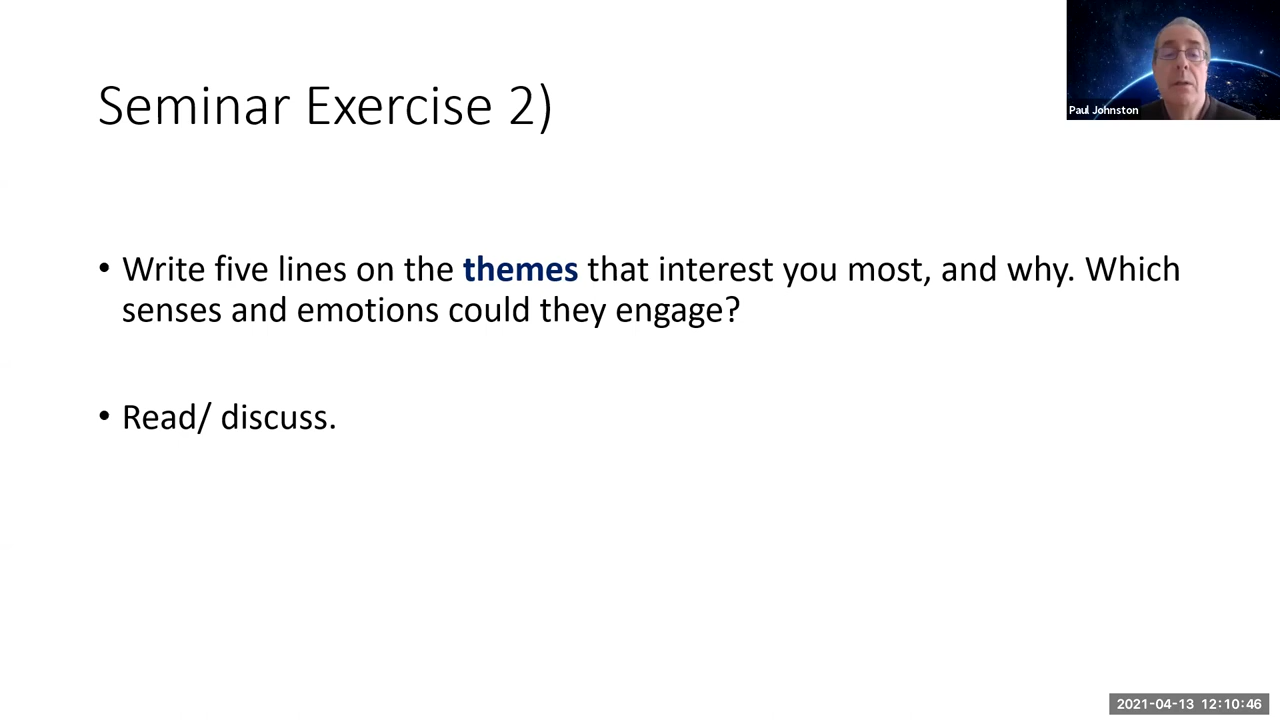 Seminar Exercise 2)
Paul Johnston
• Write five lines on the themes that interest you most, and why. Which
senses and emotions could they engage?
• Read/ discuss.
2021-04-13 12:10:46